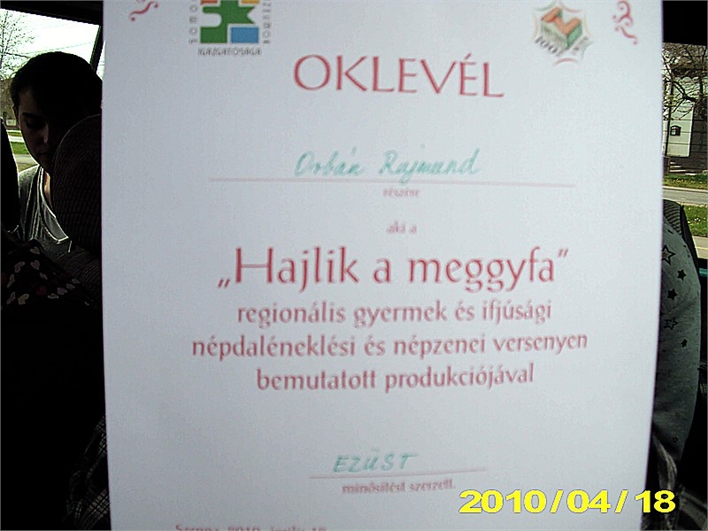 OKLEVÉL
Orbán Rajmund
részére
aki a
„Hajlik a meggyfa”
regionális gyermek és ifjúsági
népdaléneklési és népzenei versenyen
bemutatott produkciójával
EZÜST
minősítést szerzett.
2010/04/18